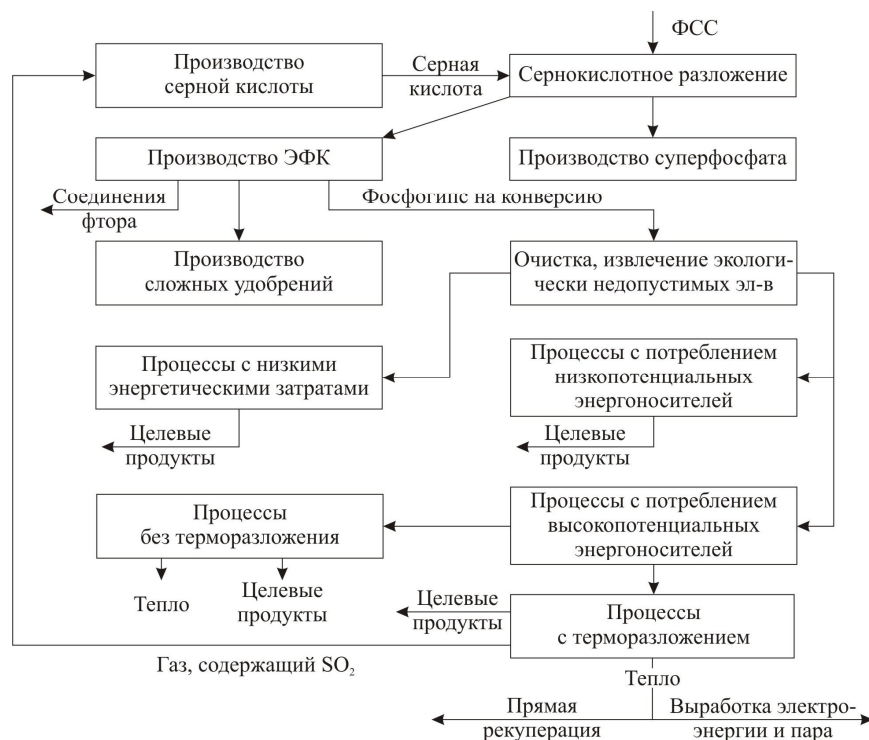 ФСС
Производство
серной кислоты
Серная
кислота
Сернокислотное разложение
Производство ЭФК
Производство суперфосфата
Соединения
фтора
Фосфогипс на конверсию
Производство
сложных удобрений
Очистка, извлечение экологи-
чески недопустимых эл-в
Процессы с низкими
энергетическими затратами
Процессы с потреблением
низкопотенциальных
энергоносителей
Целевые
продукты
Целевые
продукты
Процессы
без терморазложения
Процессы с потреблением
высокопотенциальных
энергоносителей
Тепло
Целевые
продукты
Целевые
продукты
Процессы
с терморазложением
Газ, содержащий SO₂
Тепло
Прямая
рекуперация
Выработка электро-
энергии и пара